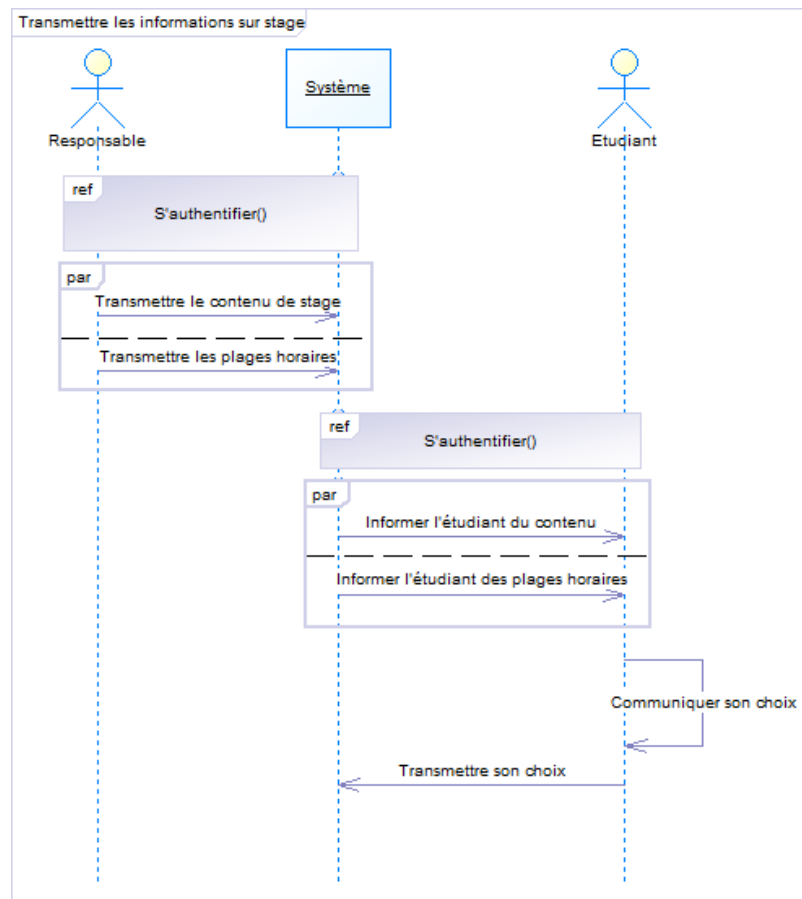 Transmettre les informations sur stage
Système
Responsable
Etudiant
ref
S'authentifier()
par
Transmettre le contenu de stage
Transmettre les plages horaires
ref
S'authentifier()
par
Informer l'étudiant du contenu
Informer l'étudiant des plages horaires
Communiquer son choix
Transmettre son choix